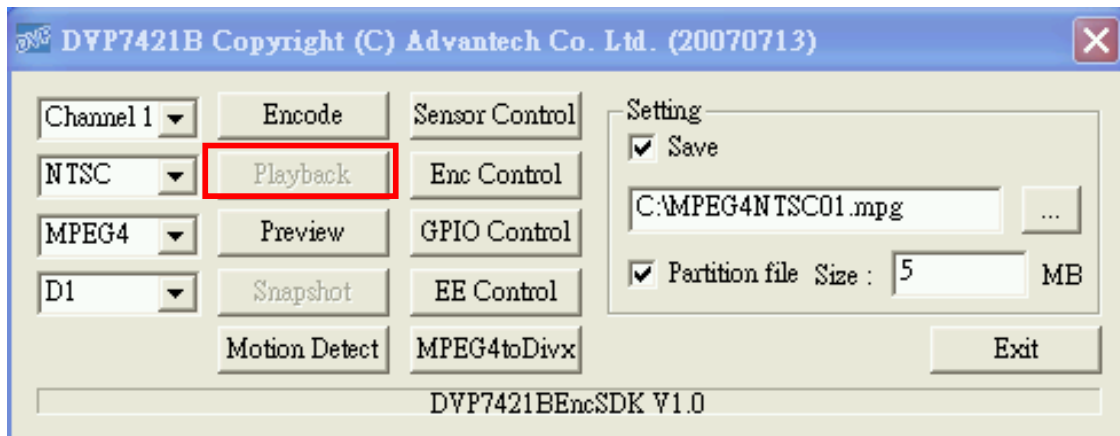 DVP7421B Copyright (C) Advantech Co. Ltd. (20070713)
Channel 1
Encode
Sensor Control
Setting
Save
NTSC
Playback
Enc Control
C:\MPEG4NTSC01.mpg
...
MPEG4
Preview
GPIO Control
Partition file Size : 5 MB
D1
Snapshot
EE Control
Motion Detect
MPEG4toDivx
Exit
DVP7421BEncSDK V1.0